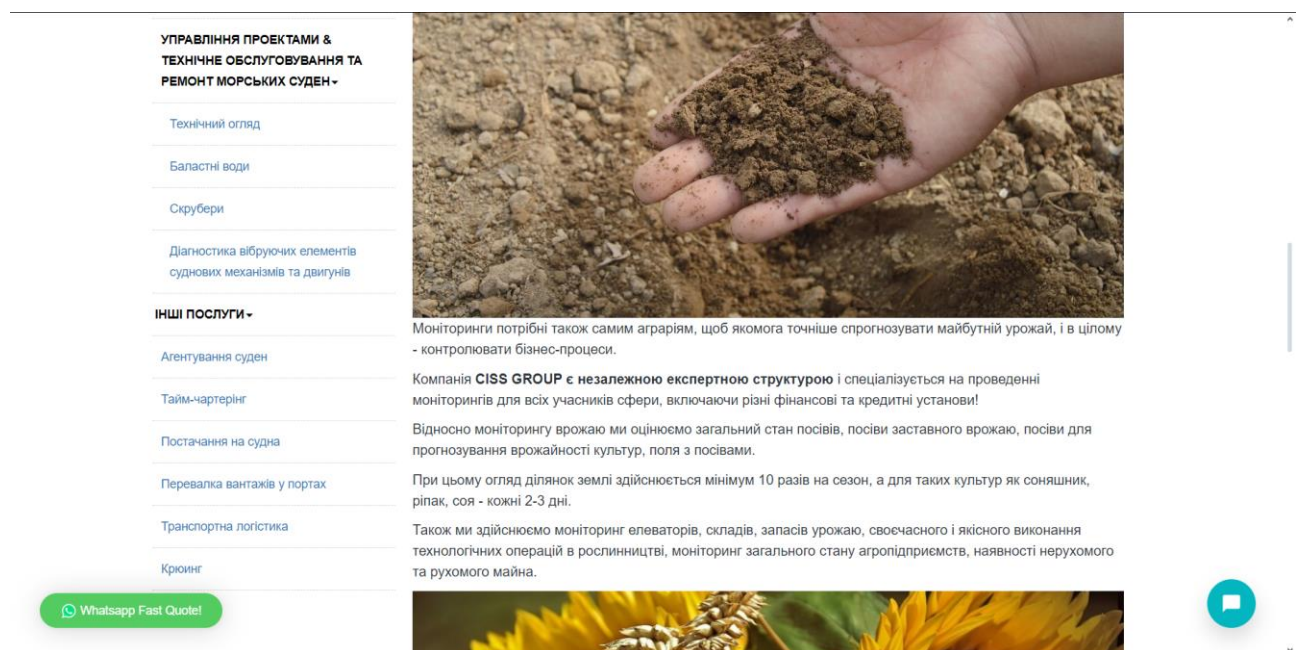 УПРАВЛІННЯ ПРОЕКТАМИ &
ТЕХНІЧНЕ ОБСЛУГОВУВАННЯ ТА
РЕМОНТ МОРСЬКИХ СУДЕН
Технічний огляд
Баластні води
Скрубери
Діагностика вібруючих елементів
суднових механізмів та двигунів
ІНШІ ПОСЛУГИ
Агентування суден
Тайм-чартерінг
Постачання на судна
Перевалка вантажів у портах
Транспортна логістика
Крюинг
Whatsapp Fast Quote!
Моніторинги потрібні також самим аграріям, щоб якомога точніше спрогнозувати майбутній урожай, і в цілому
- контролювати бізнес-процеси.
Компанія CISS GROUP є незалежною експертною структурою і спеціалізується на проведенні
моніторингів для всіх учасників сфери, включаючи різні фінансові та кредитні установи!
Відносно моніторингу врожаю ми оцінюємо загальний стан посівів, посіви заставного врожаю, посіви для
прогнозування врожайності культур, поля з посівами.
При цьому огляд ділянок землі здійснюється мінімум 10 разів на сезон, а для таких культур як соняшник,
ріпак, соя - кожні 2-3 дні.
Також ми здійснюємо моніторинг елеваторів, складів, запасів урожаю, своєчасного і якісного виконання
технологічних операцій в рослинництві, моніторинг загального стану агропідприємств, наявності нерухомого
та рухомого майна.